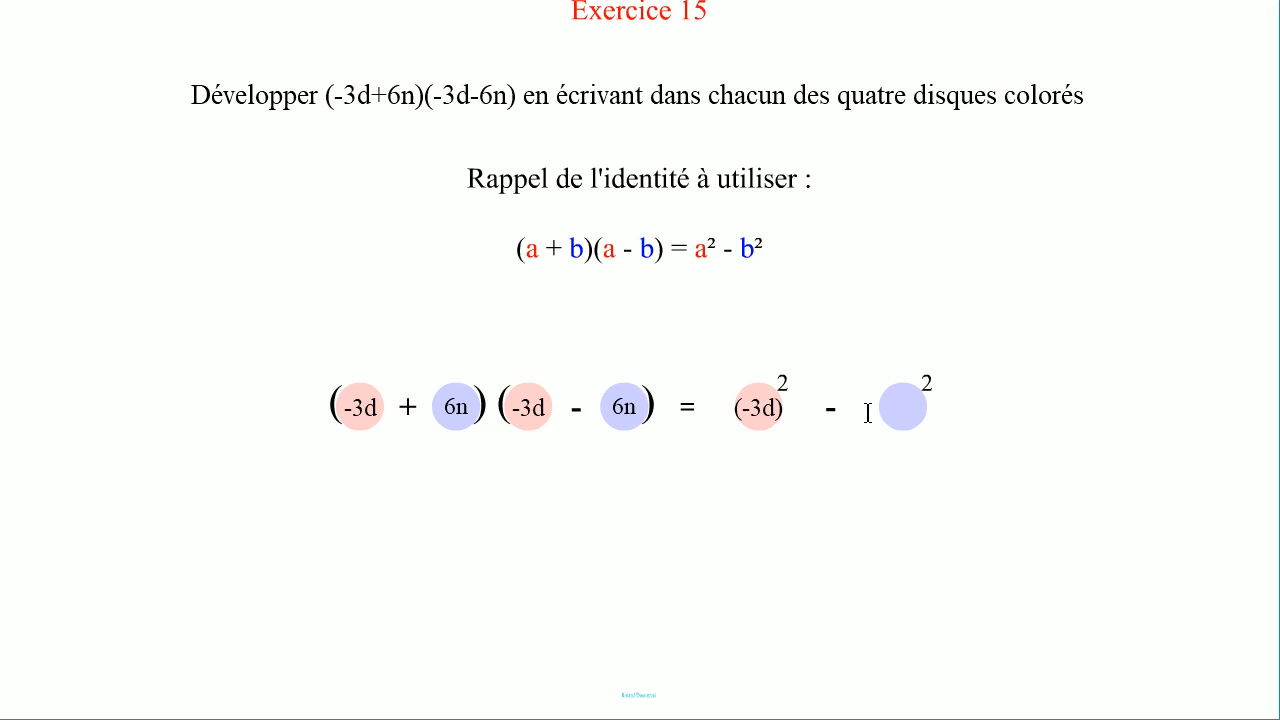 Exercice 15
Développer (-3d+6n)(-3d-6n) en écrivant dans chacun des quatre disques colorés
Rappel de l'identité à utiliser :
(a + b)(a - b) = a² - b²
(-3d + 6n) (-3d - 6n) = (-3d)² - ²